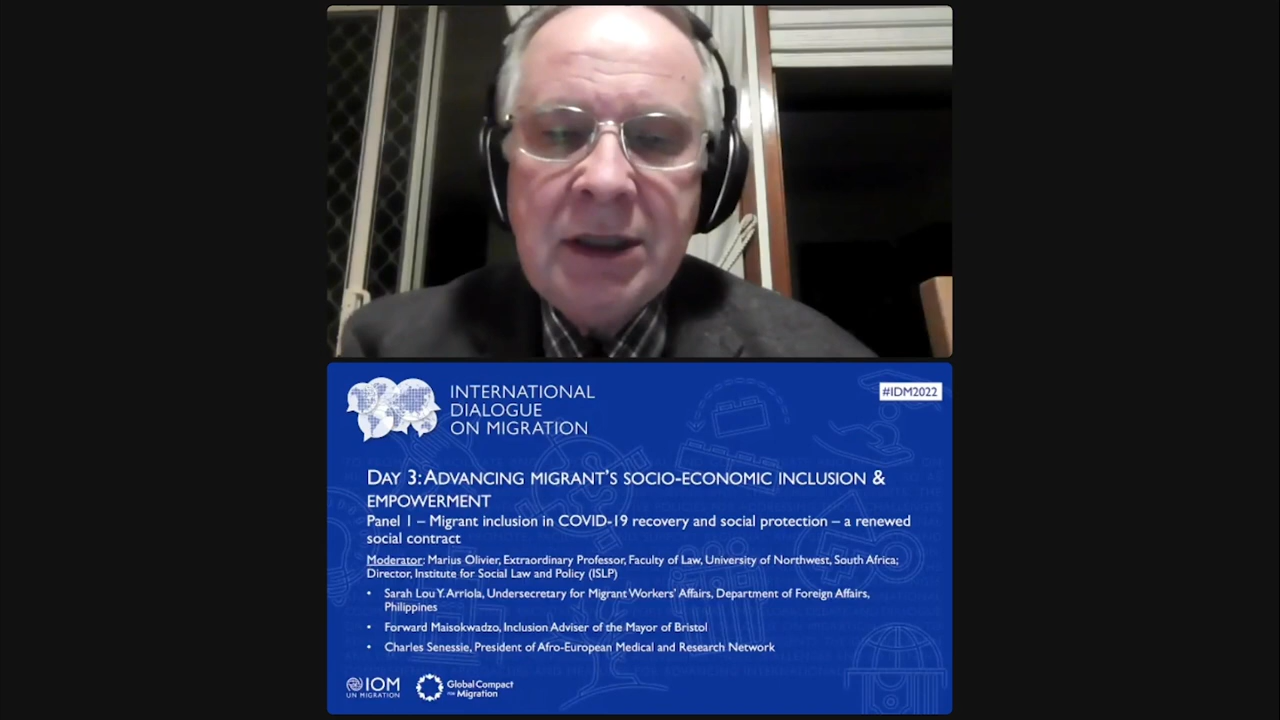 INTERNATIONAL
DIALOGUE
ON MIGRATION
#IDM2022
DAY 3: ADVANCING MIGRANT'S SOCIO-ECONOMIC INCLUSION &
EMPOWERMENT
Panel 1 – Migrant inclusion in COVID-19 recovery and social protection – a renewed
social contract
Moderator: Marius Olivier, Extraordinary Professor, Faculty of Law, University of Northwest, South Africa;
Director, Institute for Social Law and Policy (ISLP)
• Sarah Lou Y. Arriola, Undersecretary for Migrant Workers' Affairs, Department of Foreign Affairs,
Philippines
• Forward Maisokwadzo, Inclusion Adviser of the Mayor of Bristol
• Charles Senessie, President of Afro-European Medical and Research Network
IOM
UN MIGRATION
Global Compact
FOR Migration